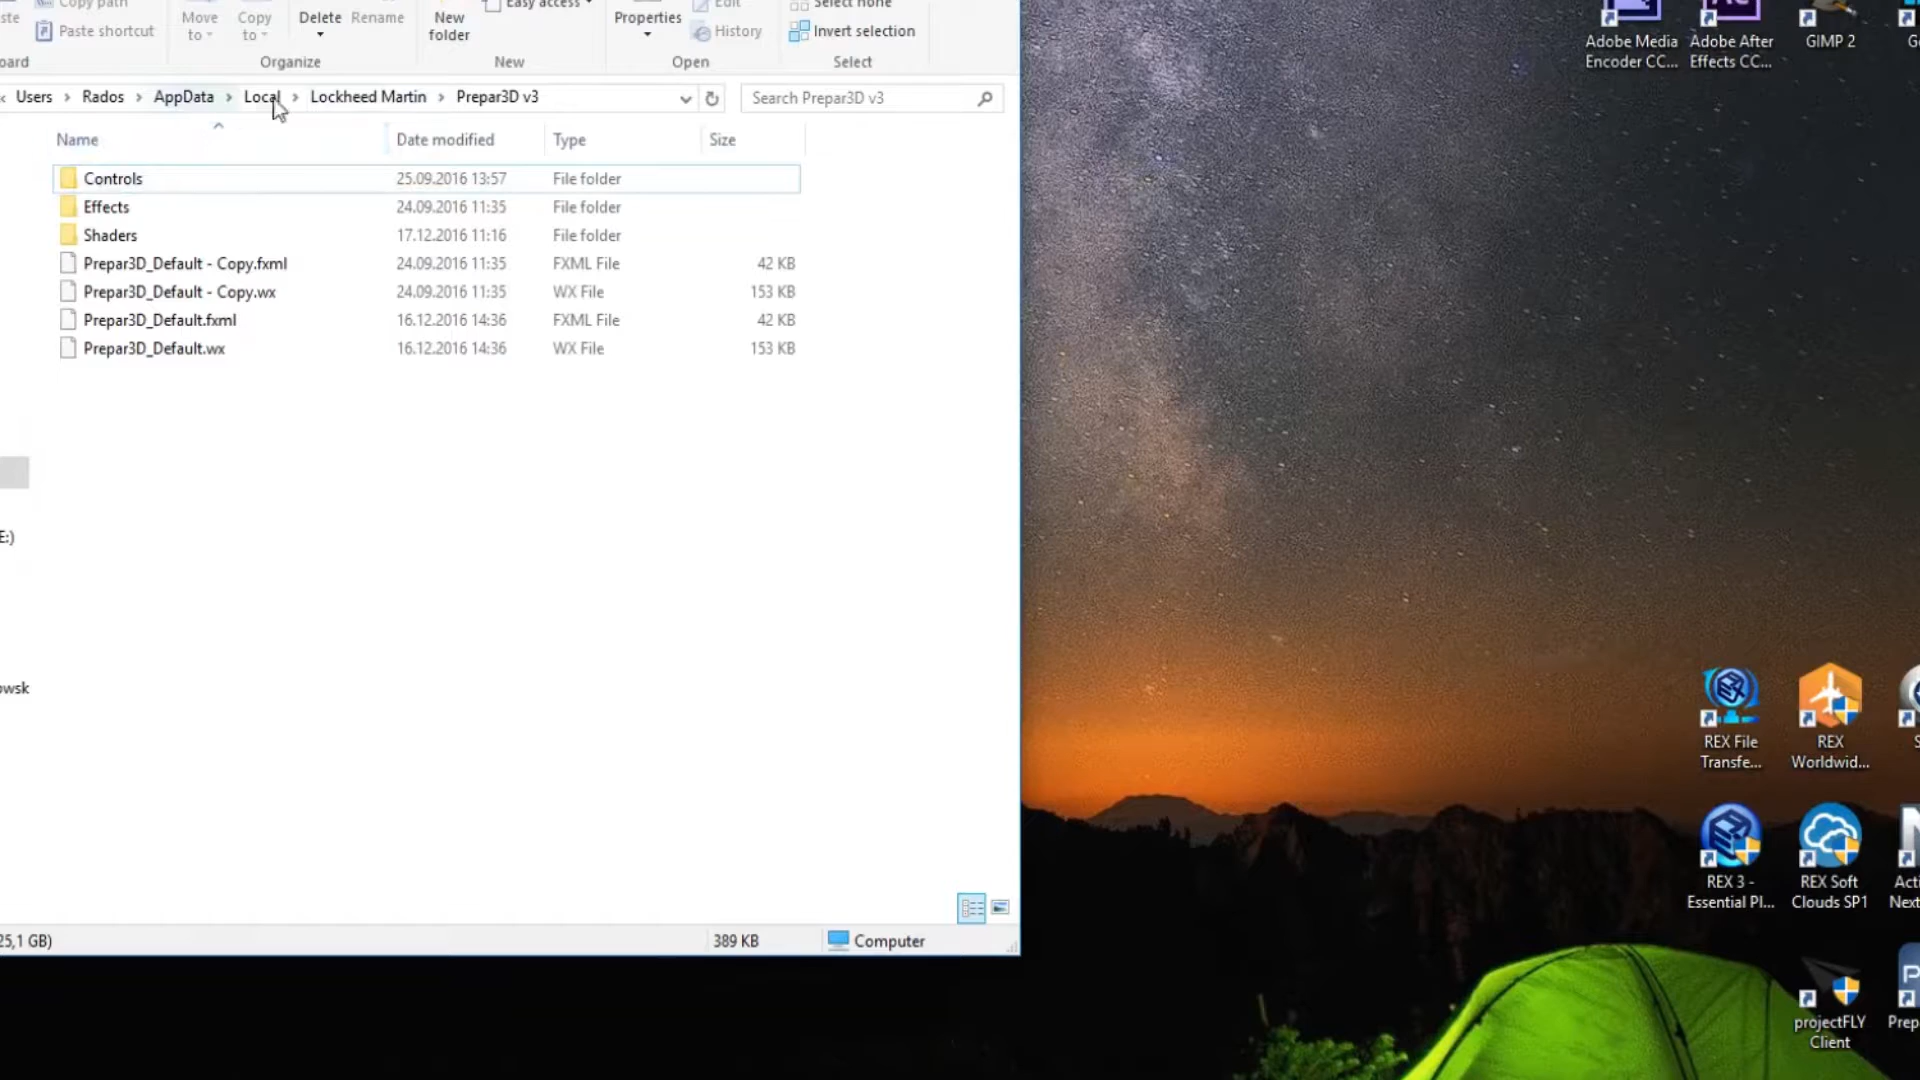 Copy path
Easy access
Edit
Select none
Paste shortcut
Move to
Copy to
Delete
Rename
New folder
Properties
History
Invert selection
Organize
New
Open
Select
« Users › Rados › AppData › Local › Lockheed Martin › Prepar3D v3
Search Prepar3D v3
Name Date modified Type Size
Controls 25.09.2016 13:57 File folder
Effects 24.09.2016 11:35 File folder
Shaders 17.12.2016 11:16 File folder
Prepar3D_Default - Copy.fxml 24.09.2016 11:35 FXML File 42 KB
Prepar3D_Default - Copy.wx 24.09.2016 11:35 WX File 153 KB
Prepar3D_Default.fxml 16.12.2016 14:36 FXML File 42 KB
Prepar3D_Default.wx 16.12.2016 14:36 WX File 153 KB
E:)
owsk
25,1 GB) 389 KB Computer
Adobe Media
Encoder CC...
Adobe After
Effects CC...
GIMP 2
REX File
Transfe...
REX
Worldwid...
REX 3 -
Essential Pl...
REX Soft
Clouds SP1
Acti
Nex
projectFLY
Client
Prep